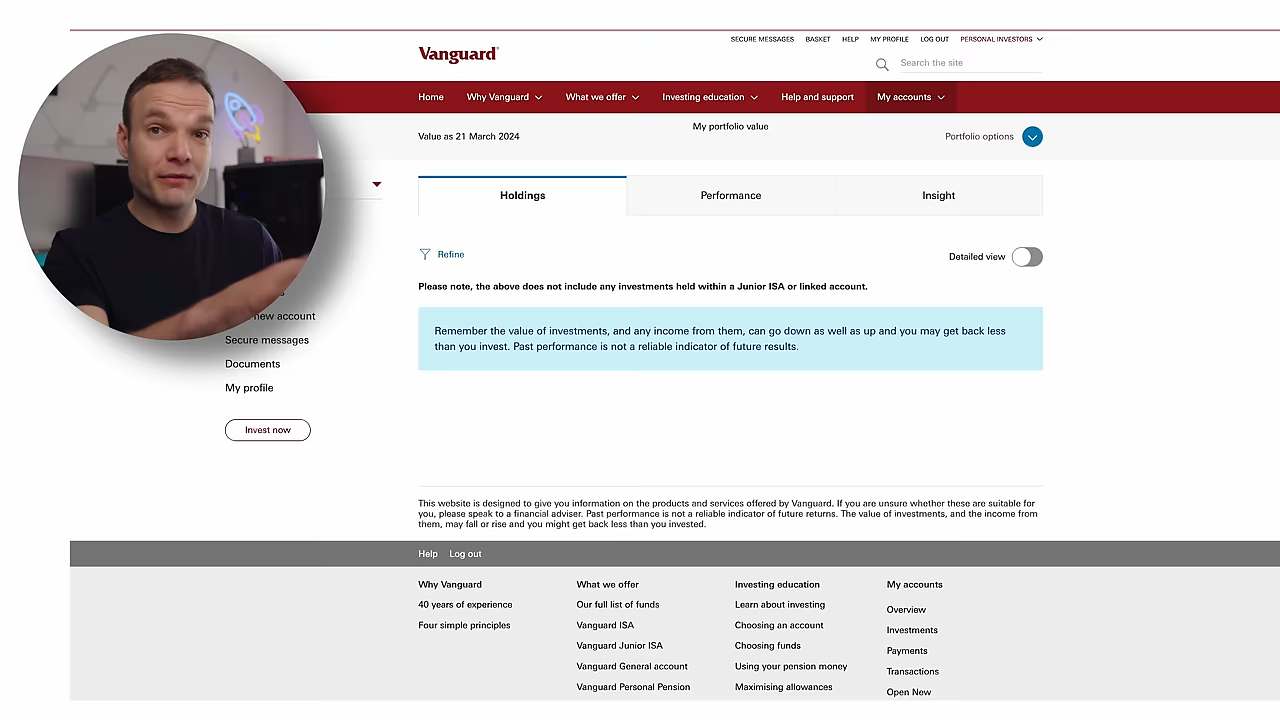 SECURE MESSAGES BASKET HELP MY PROFILE LOG OUT PERSONAL INVESTORS
Vanguard
Search the site
Home Why Vanguard What we offer Investing education Help and support My accounts
Value as 21 March 2024 My portfolio value Portfolio options
Holdings Performance Insight
Refine Detailed view
Please note, the above does not include any investments held within a Junior ISA or linked account.
new account
Secure messages
Documents
My profile
Invest now
Remember the value of investments, and any income from them, can go down as well as up and you may get back less
than you invest. Past performance is not a reliable indicator of future results.
This website is designed to give you information on the products and services offered by Vanguard. If you are unsure whether these are suitable for
you, please speak to a financial adviser. Past performance is not a reliable indicator of future returns. The value of investments, and the income from
them, may fall or rise and you might get back less than you invested.
Help Log out
Why Vanguard What we offer Investing education My accounts
40 years of experience Our full list of funds Learn about investing Overview
Four simple principles Vanguard ISA Choosing an account Investments
Vanguard Junior ISA Choosing funds Payments
Vanguard General account Using your pension money Transactions
Vanguard Personal Pension Maximising allowances Open New